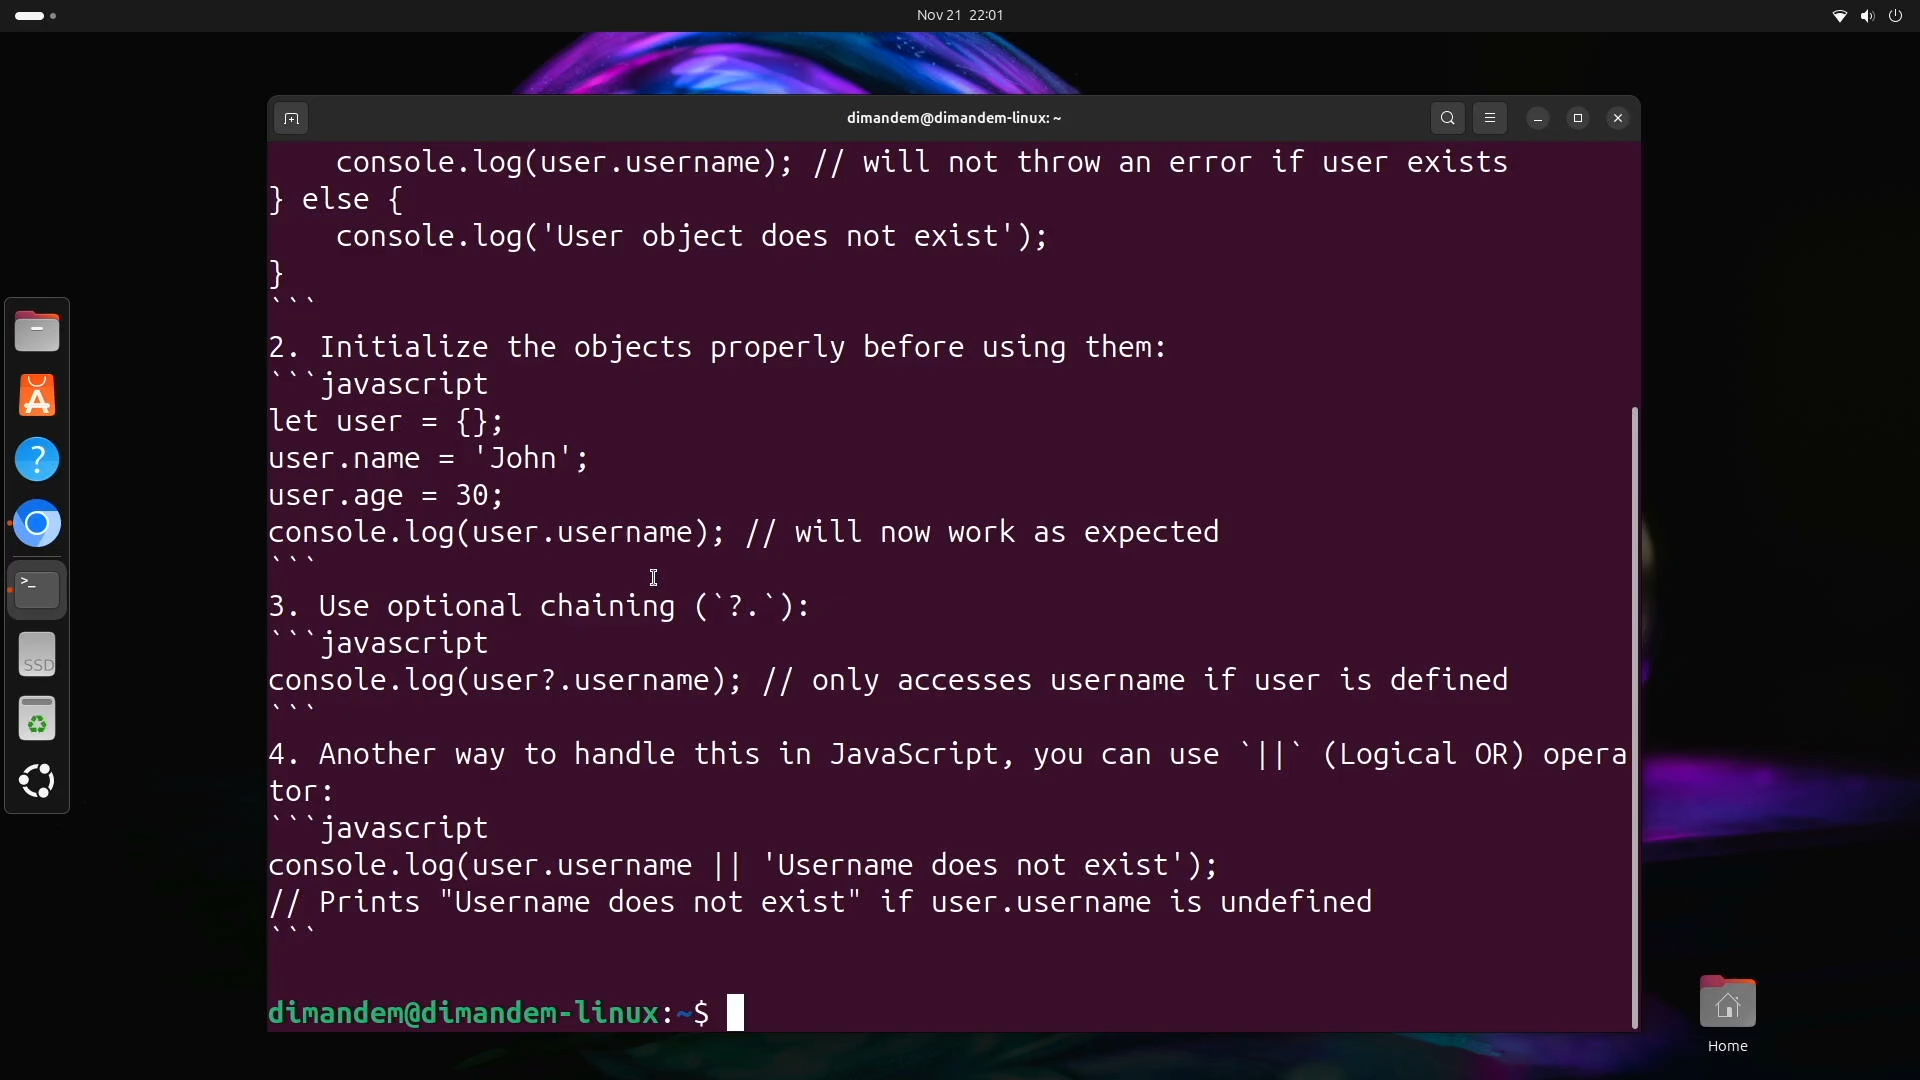 Nov 21 22:01
dimandem@dimandem-linux: ~
    console.log(user.username); // will not throw an error if user exists
} else {
    console.log('User object does not exist');
}
```
2. Initialize the objects properly before using them:
```javascript
let user = {};
user.name = 'John';
user.age = 30;
console.log(user.username); // will now work as expected
```
3. Use optional chaining (`?.`):
```javascript
console.log(user?.username); // only accesses username if user is defined
```
4. Another way to handle this in JavaScript, you can use `||` (Logical OR) opera
tor:
```javascript
console.log(user.username || 'Username does not exist');
// Prints "Username does not exist" if user.username is undefined
```
dimandem@dimandem-linux:~$
SSD
Home